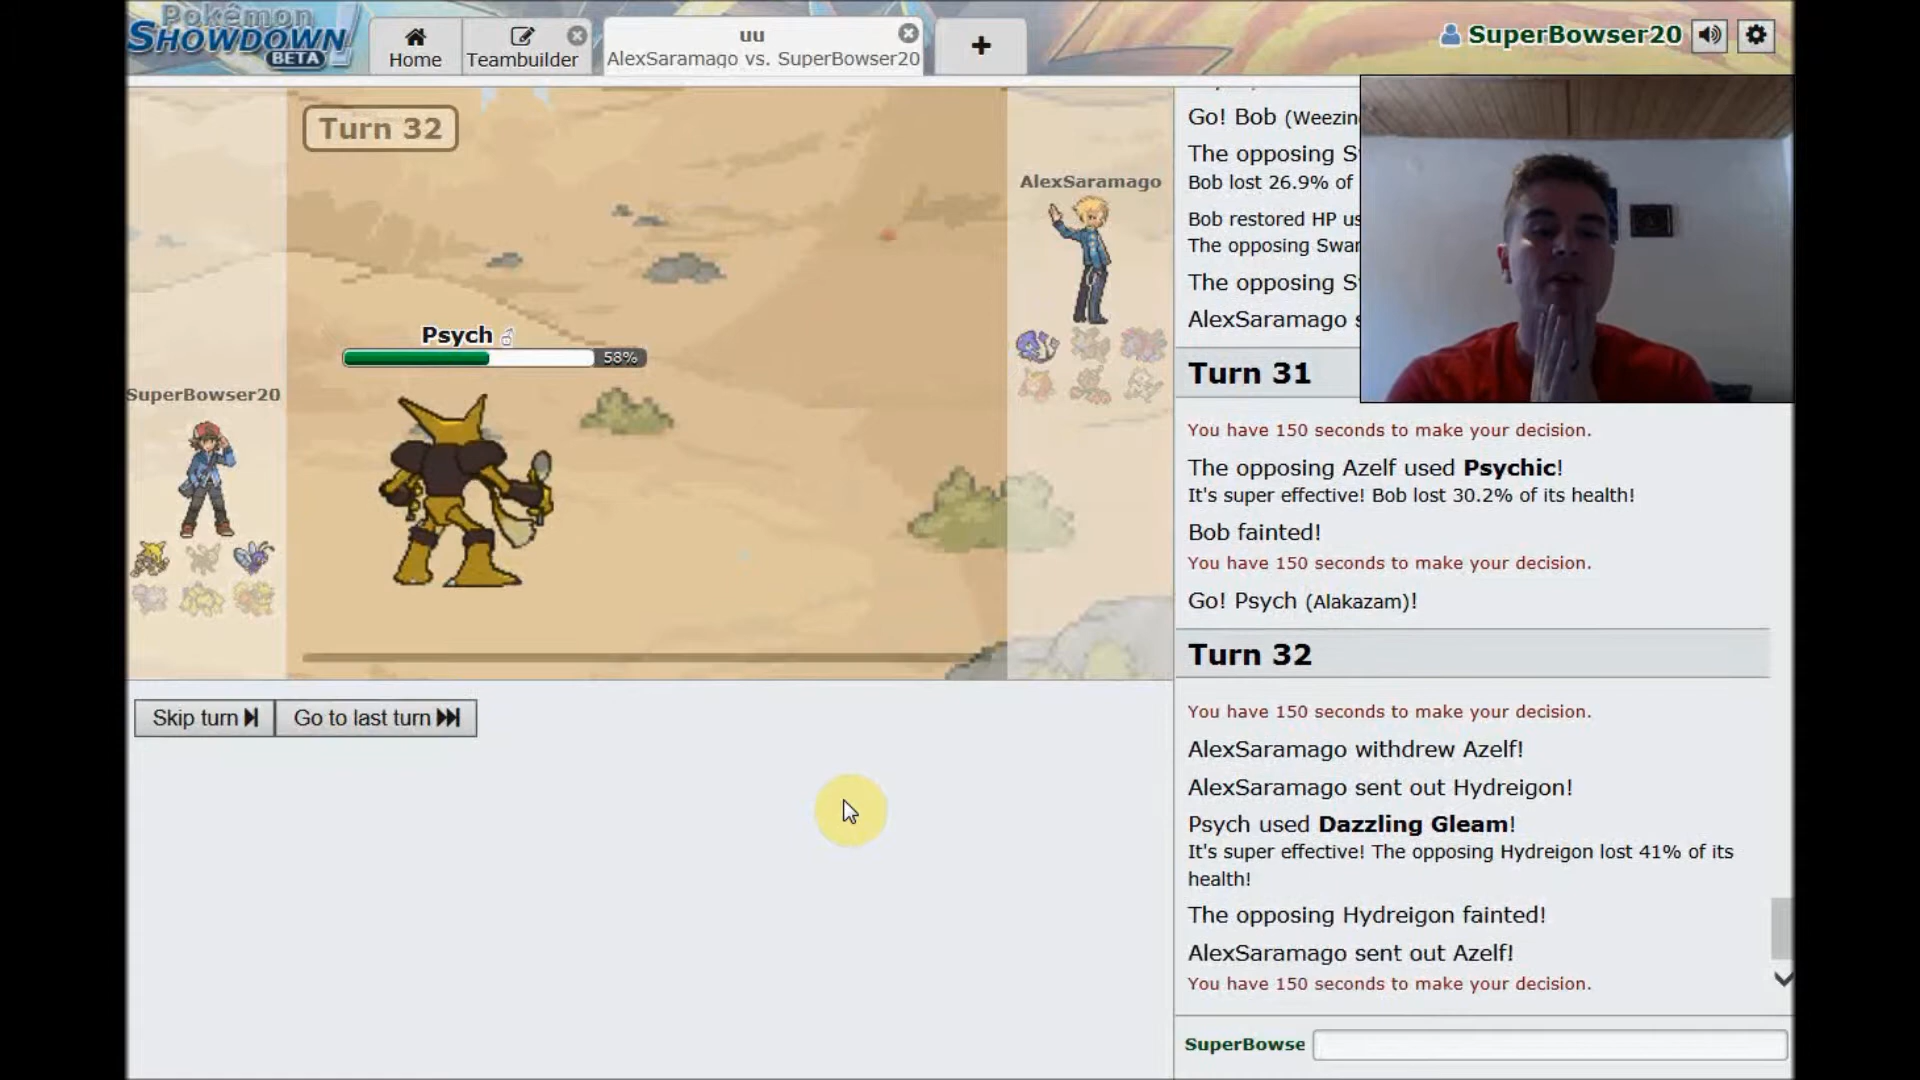 Pokémon
SHOWDOWN
BETA
Home
Teambuilder
uu
AlexSaramago vs. SuperBowser20
+
SuperBowser20
Turn 32
AlexSaramago
Psych
58%
SuperBowser20
Skip turn
Go to last turn
Go! Bob (Weezin
The opposing S
Bob lost 26.9% of
Bob restored HP us
The opposing Swar
The opposing S
AlexSaramago s
Turn 31
You have 150 seconds to make your decision.
The opposing Azelf used Psychic!
It's super effective! Bob lost 30.2% of its health!
Bob fainted!
You have 150 seconds to make your decision.
Go! Psych (Alakazam)!
Turn 32
You have 150 seconds to make your decision.
AlexSaramago withdrew Azelf!
AlexSaramago sent out Hydreigon!
Psych used Dazzling Gleam!
It's super effective! The opposing Hydreigon lost 41% of its
health!
The opposing Hydreigon fainted!
AlexSaramago sent out Azelf!
You have 150 seconds to make your decision.
SuperBowse